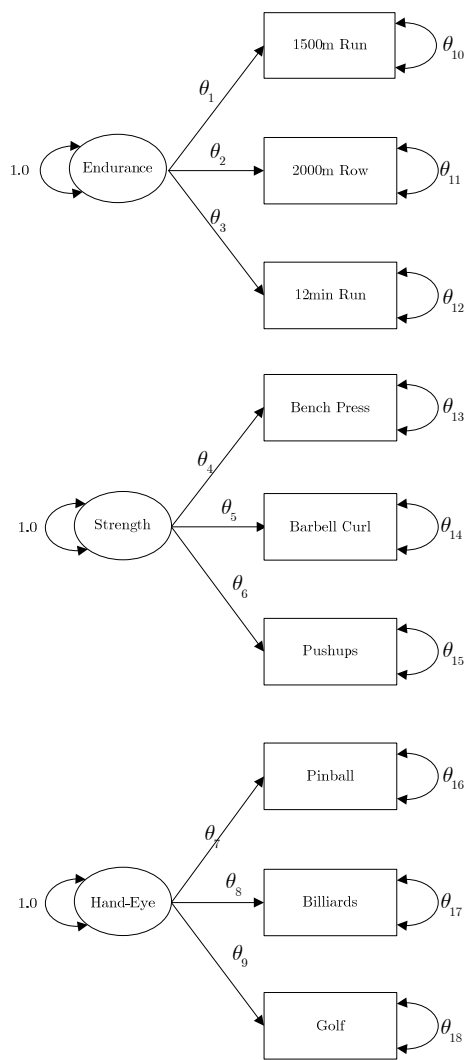 1500m Run
θ10
θ1
1.0
Endurance
θ2
2000m Row
θ11
θ3
12min Run
θ12
Bench Press
θ13
θ4
1.0
Strength
θ5
Barbell Curl
θ14
θ6
Pushups
θ15
Pinball
θ16
θ7
1.0
Hand-Eye
θ8
Billiards
θ17
θ9
Golf
θ18